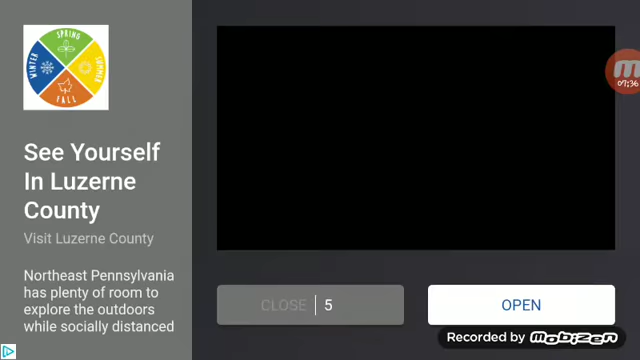 SPRING
WINTER
SUMMER
FALL
See Yourself
In Luzerne
County
Visit Luzerne County
Northeast Pennsylvania
has plenty of room to
explore the outdoors
while socially distanced
m
07:36
CLOSE | 5
OPEN
Recorded by mobizen